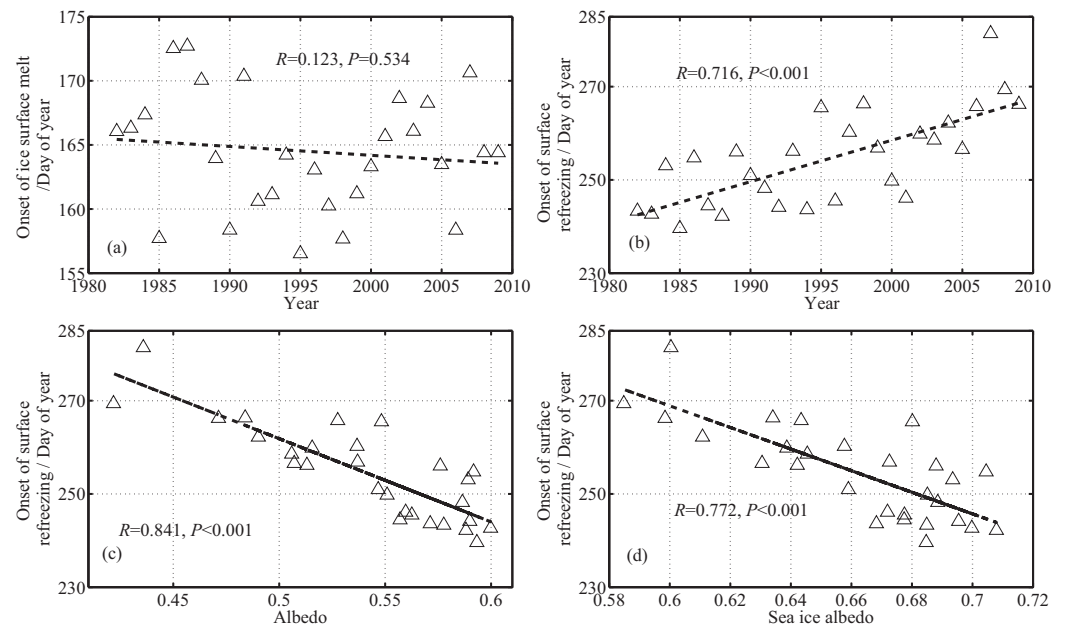 175
170
165
160
155
Onset of ice surface melt
/Day of year
R=0.123, P=0.534
(a)
1980 1985 1990 1995 2000 2005 2010
Year
285
270
250
230
Onset of surface
refreezing / Day of year
R=0.716, P<0.001
(b)
1980 1985 1990 1995 2000 2005 2010
Year
285
270
250
230
Onset of surface
refreezing / Day of year
R=0.841, P<0.001
(c)
0.45 0.5 0.55 0.6
Albedo
285
270
250
230
Onset of surface
refreezing / Day of year
R=0.772, P<0.001
(d)
0.58 0.6 0.62 0.64 0.66 0.68 0.7 0.72
Sea ice albedo